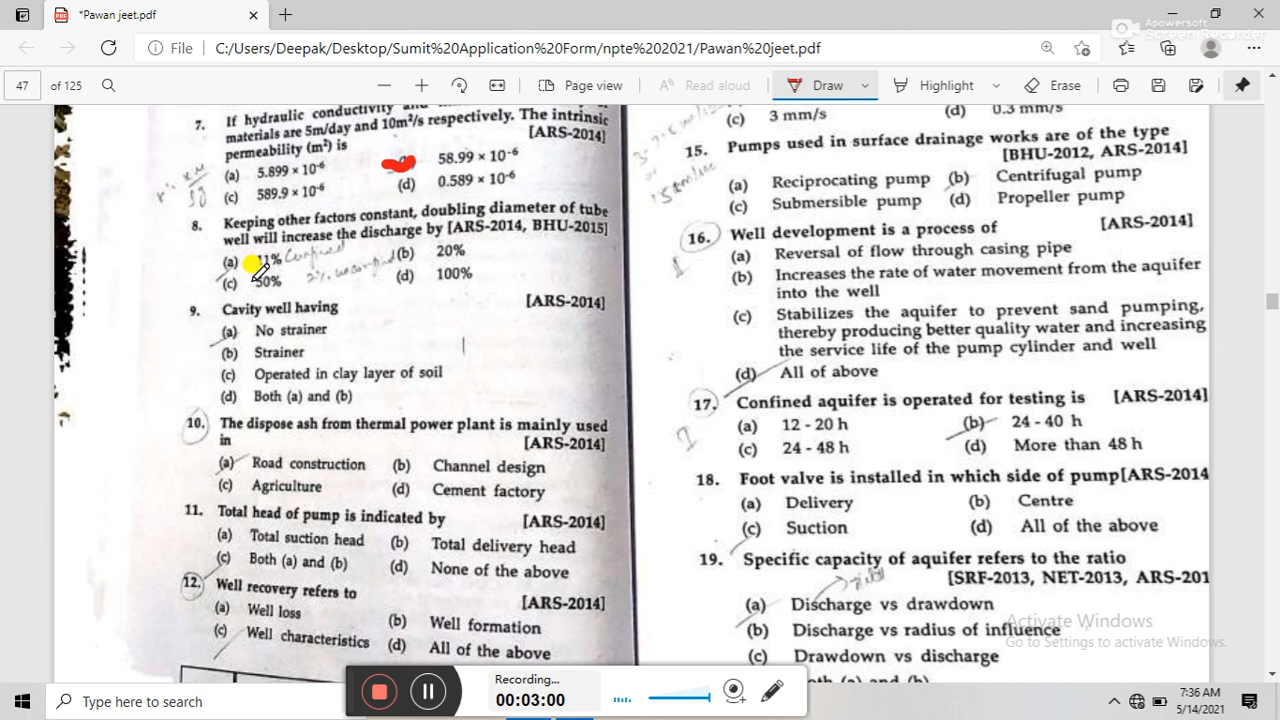 *Pawan jeet.pdf
Apowersoft
Screen Recorder
File
C:/Users/Deepak/Desktop/Sumit%20Application%20Form/npte%202021/Pawan%20jeet.pdf
47 of 125
Page view
Read aloud
Draw
Highlight
Erase
7. If hydraulic conductivity and
materials are 5m/day and 10m²/s respectively. The intrinsic
permeability (m²) is [ARS-2014]
(a) 5.899 × 10⁻⁶ 58.99 × 10⁻⁶
(c) 589.9 × 10⁻⁶ (d) 0.589 × 10⁻⁶
8. Keeping other factors constant, doubling diameter of tube
well will increase the discharge by [ARS-2014, BHU-2015]
(a) 11% Confined (b) 20%
(c) 50% 2% unconfined (d) 100%
9. Cavity well having [ARS-2014]
(a) No strainer
(b) Strainer
(c) Operated in clay layer of soil
(d) Both (a) and (b)
10. The dispose ash from thermal power plant is mainly used
in [ARS-2014]
(a) Road construction (b) Channel design
(c) Agriculture (d) Cement factory
11. Total head of pump is indicated by [ARS-2014]
(a) Total suction head (b) Total delivery head
(c) Both (a) and (b) (d) None of the above
12. Well recovery refers to [ARS-2014]
(a) Well loss (b) Well formation
(c) Well characteristics (d) All of the above
(c) 3 mm/s (d) 0.3 mm/s
15. Pumps used in surface drainage works are of the type
[BHU-2012, ARS-2014]
(a) Reciprocating pump (b) Centrifugal pump
(c) Submersible pump (d) Propeller pump
16. Well development is a process of [ARS-2014]
(a) Reversal of flow through casing pipe
(b) Increases the rate of water movement from the aquifer
into the well
(c) Stabilizes the aquifer to prevent sand pumping,
thereby producing better quality water and increasing
the service life of the pump cylinder and well
(d) All of above
17. Confined aquifer is operated for testing is [ARS-2014]
(a) 12 - 20 h (b) 24 - 40 h
(c) 24 - 48 h (d) More than 48 h
18. Foot valve is installed in which side of pump[ARS-2014
(a) Delivery (b) Centre
(c) Suction (d) All of the above
19. Specific capacity of aquifer refers to the ratio
yield [SRF-2013, NET-2013, ARS-201
(a) Discharge vs drawdown
(b) Discharge vs radius of influence
(c) Drawdown vs discharge
Both (a) and (b)
Activate Windows
Go to Settings to activate Windows.
Recording...
00:03:00
Type here to search
7:36 AM
5/14/2021